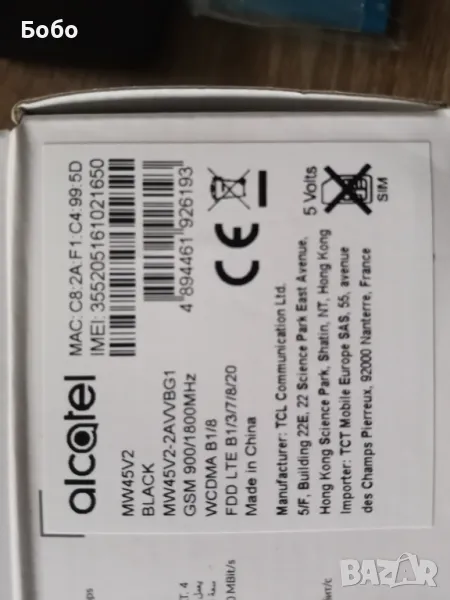 Бобо
MAC: C8:2A:F1:C4:99:5D
IMEI: 355205161021650
4 894461 926193
5 Volts
SIM
alcatel
MW45V2
BLACK
MW45V2-2AVVBG1
GSM 900/1800MHz
WCDMA B1/8
FDD LTE B1/3/7/8/20
Made in China
CE
Manufacturer: TCL Communication Ltd.
5/F, Building 22E, 22 Science Park East Avenue,
Hong Kong Science Park, Shatin, NT, Hong Kong
Importer: TCT Mobile Europe SAS, 55, avenue
des Champs Pierreux, 92000 Nanterre, France
MBit/s
BAZAR